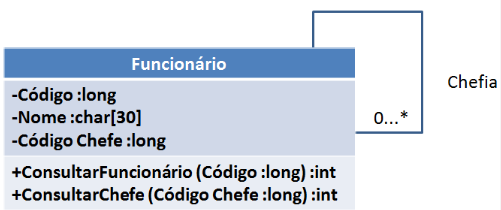 Funcionário
-Código :long
-Nome :char[30]
-Código Chefe :long
+ConsultarFuncionário (Código :long) :int
+ConsultarChefe (Código Chefe :long) :int
0...*
Chefia